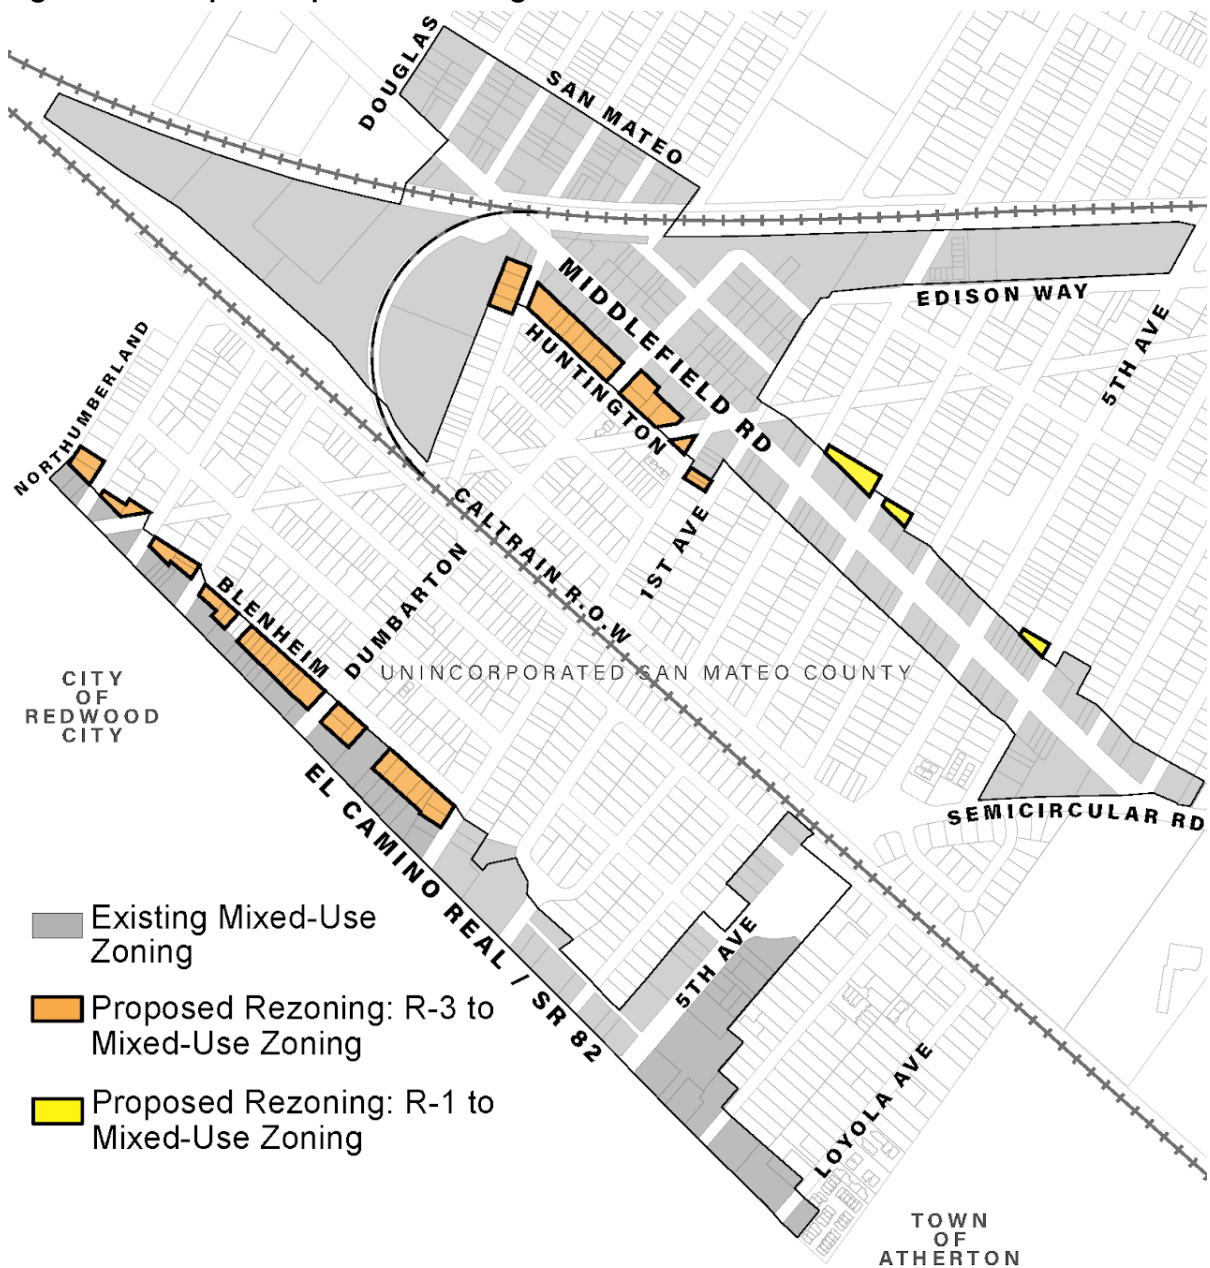 DOUGLAS
SAN MATEO
MIDDLEFIELD RD
EDISON WAY
5TH AVE
HUNTINGTON
NORTHUMBERLAND
CALTRAIN R.O.W
1ST AVE
BLENHEIM
DUMBARTON
UNINCORPORATED SAN MATEO COUNTY
CITY
OF
REDWOOD
CITY
EL CAMINO REAL / SR 82
SEMICIRCULAR RD
5TH AVE
LOYOLA AVE
Existing Mixed-Use
Zoning
Proposed Rezoning: R-3 to
Mixed-Use Zoning
Proposed Rezoning: R-1 to
Mixed-Use Zoning
TOWN
OF
ATHERTON